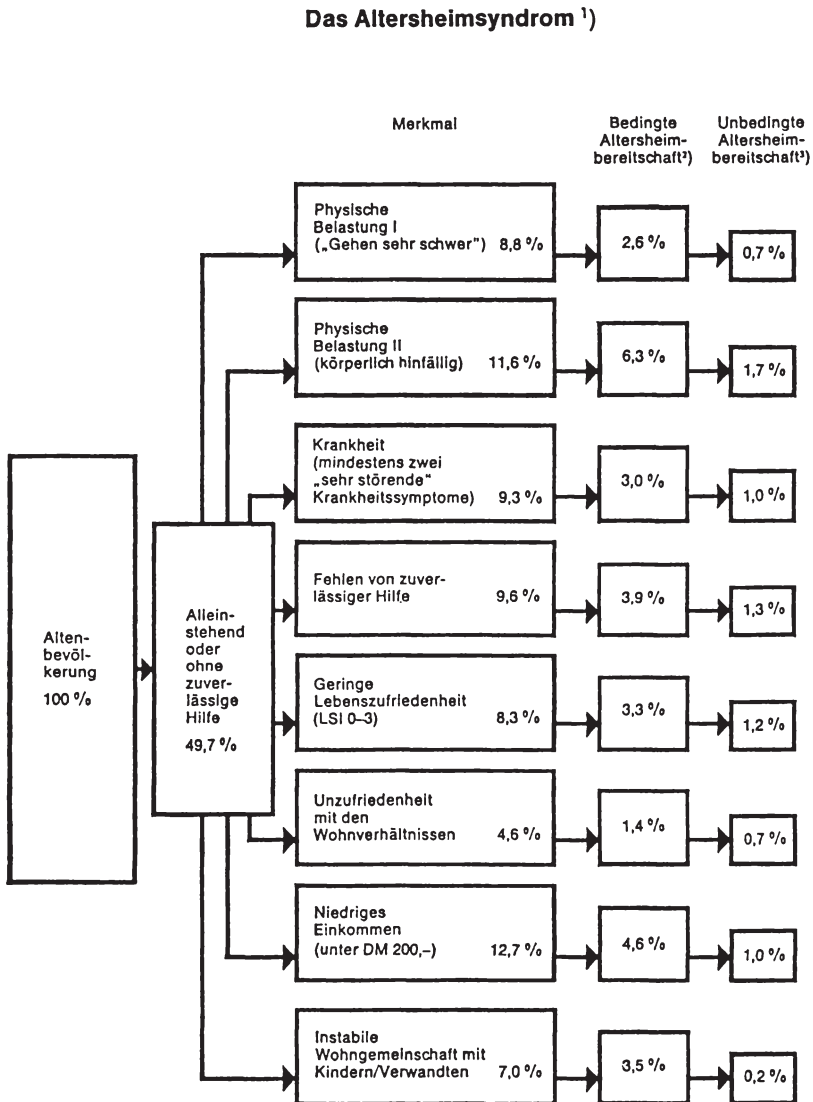 Das Altersheimsyndrom ¹)
Merkmal
Bedingte
Altersheim-
bereitschaft²)
Unbedingte
Altersheim-
bereitschaft³)
Physische
Belastung I
(„Gehen sehr schwer") 8,8 %
2,6 %
0,7 %
Physische
Belastung II
(körperlich hinfällig) 11,6 %
6,3 %
1,7 %
Krankheit
(mindestens zwei
„sehr störende"
Krankheitssymptome) 9,3 %
3,0 %
1,0 %
Fehlen von zuver-
lässiger Hilfe 9,6 %
3,9 %
1,3 %
Alten-
bevöl-
kerung
100 %
Allein-
stehend
oder
ohne
zuver-
lässige
Hilfe
49,7 %
Geringe
Lebenszufriedenheit
(LSI 0–3) 8,3 %
3,3 %
1,2 %
Unzufriedenheit
mit den
Wohnverhältnissen 4,6 %
1,4 %
0,7 %
Niedriges
Einkommen
(unter DM 200,–) 12,7 %
4,6 %
1,0 %
Instabile
Wohngemeinschaft mit
Kindern/Verwandten 7,0 %
3,5 %
0,2 %